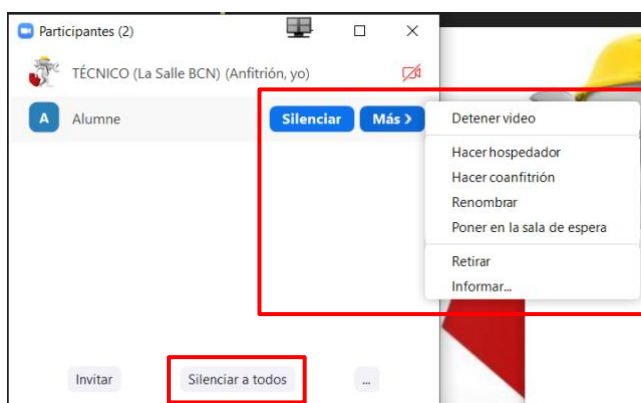 Participantes (2)
TÉCNICO (La Salle BCN) (Anfitrión, yo)
A Alumne Silenciar Más >
Detener video
Hacer hospedador
Hacer coanfitrión
Renombrar
Poner en la sala de espera
Retirar
Informar...
Invitar Silenciar a todos ...